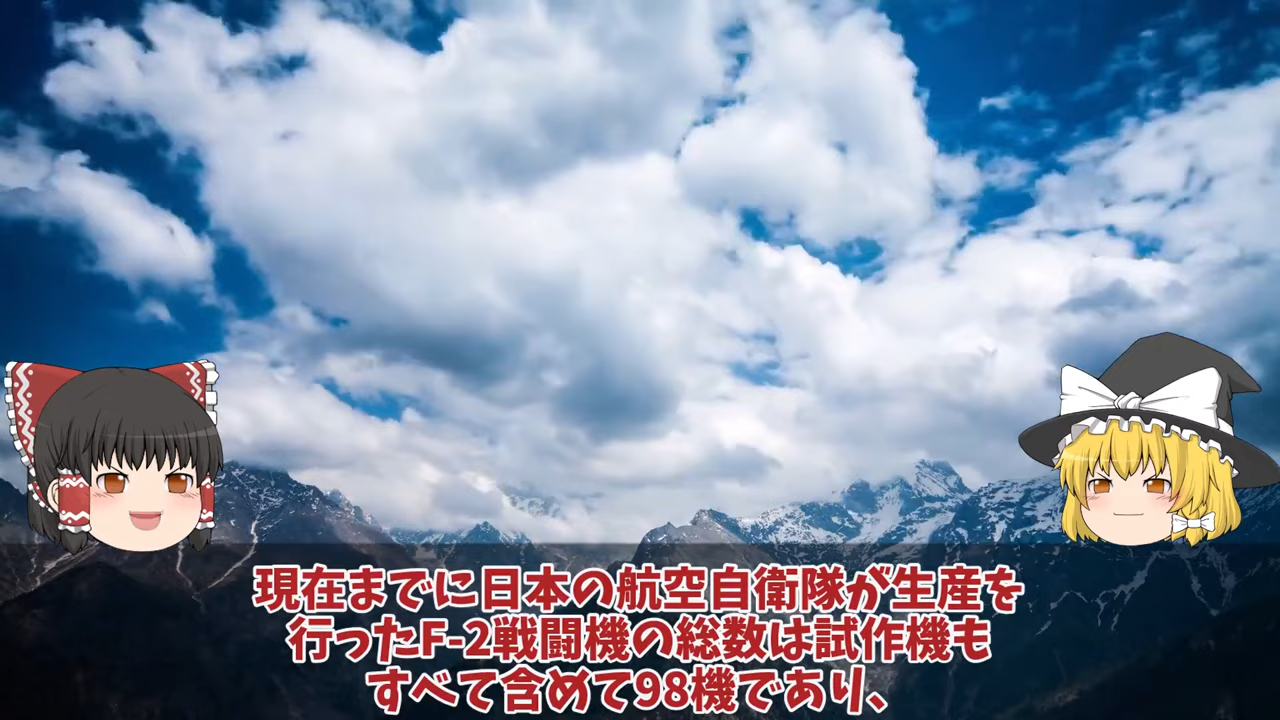 現在までに日本の航空自衛隊が生産を
行ったF-2戦闘機の総数は試作機も
すべて含めて98機であり、